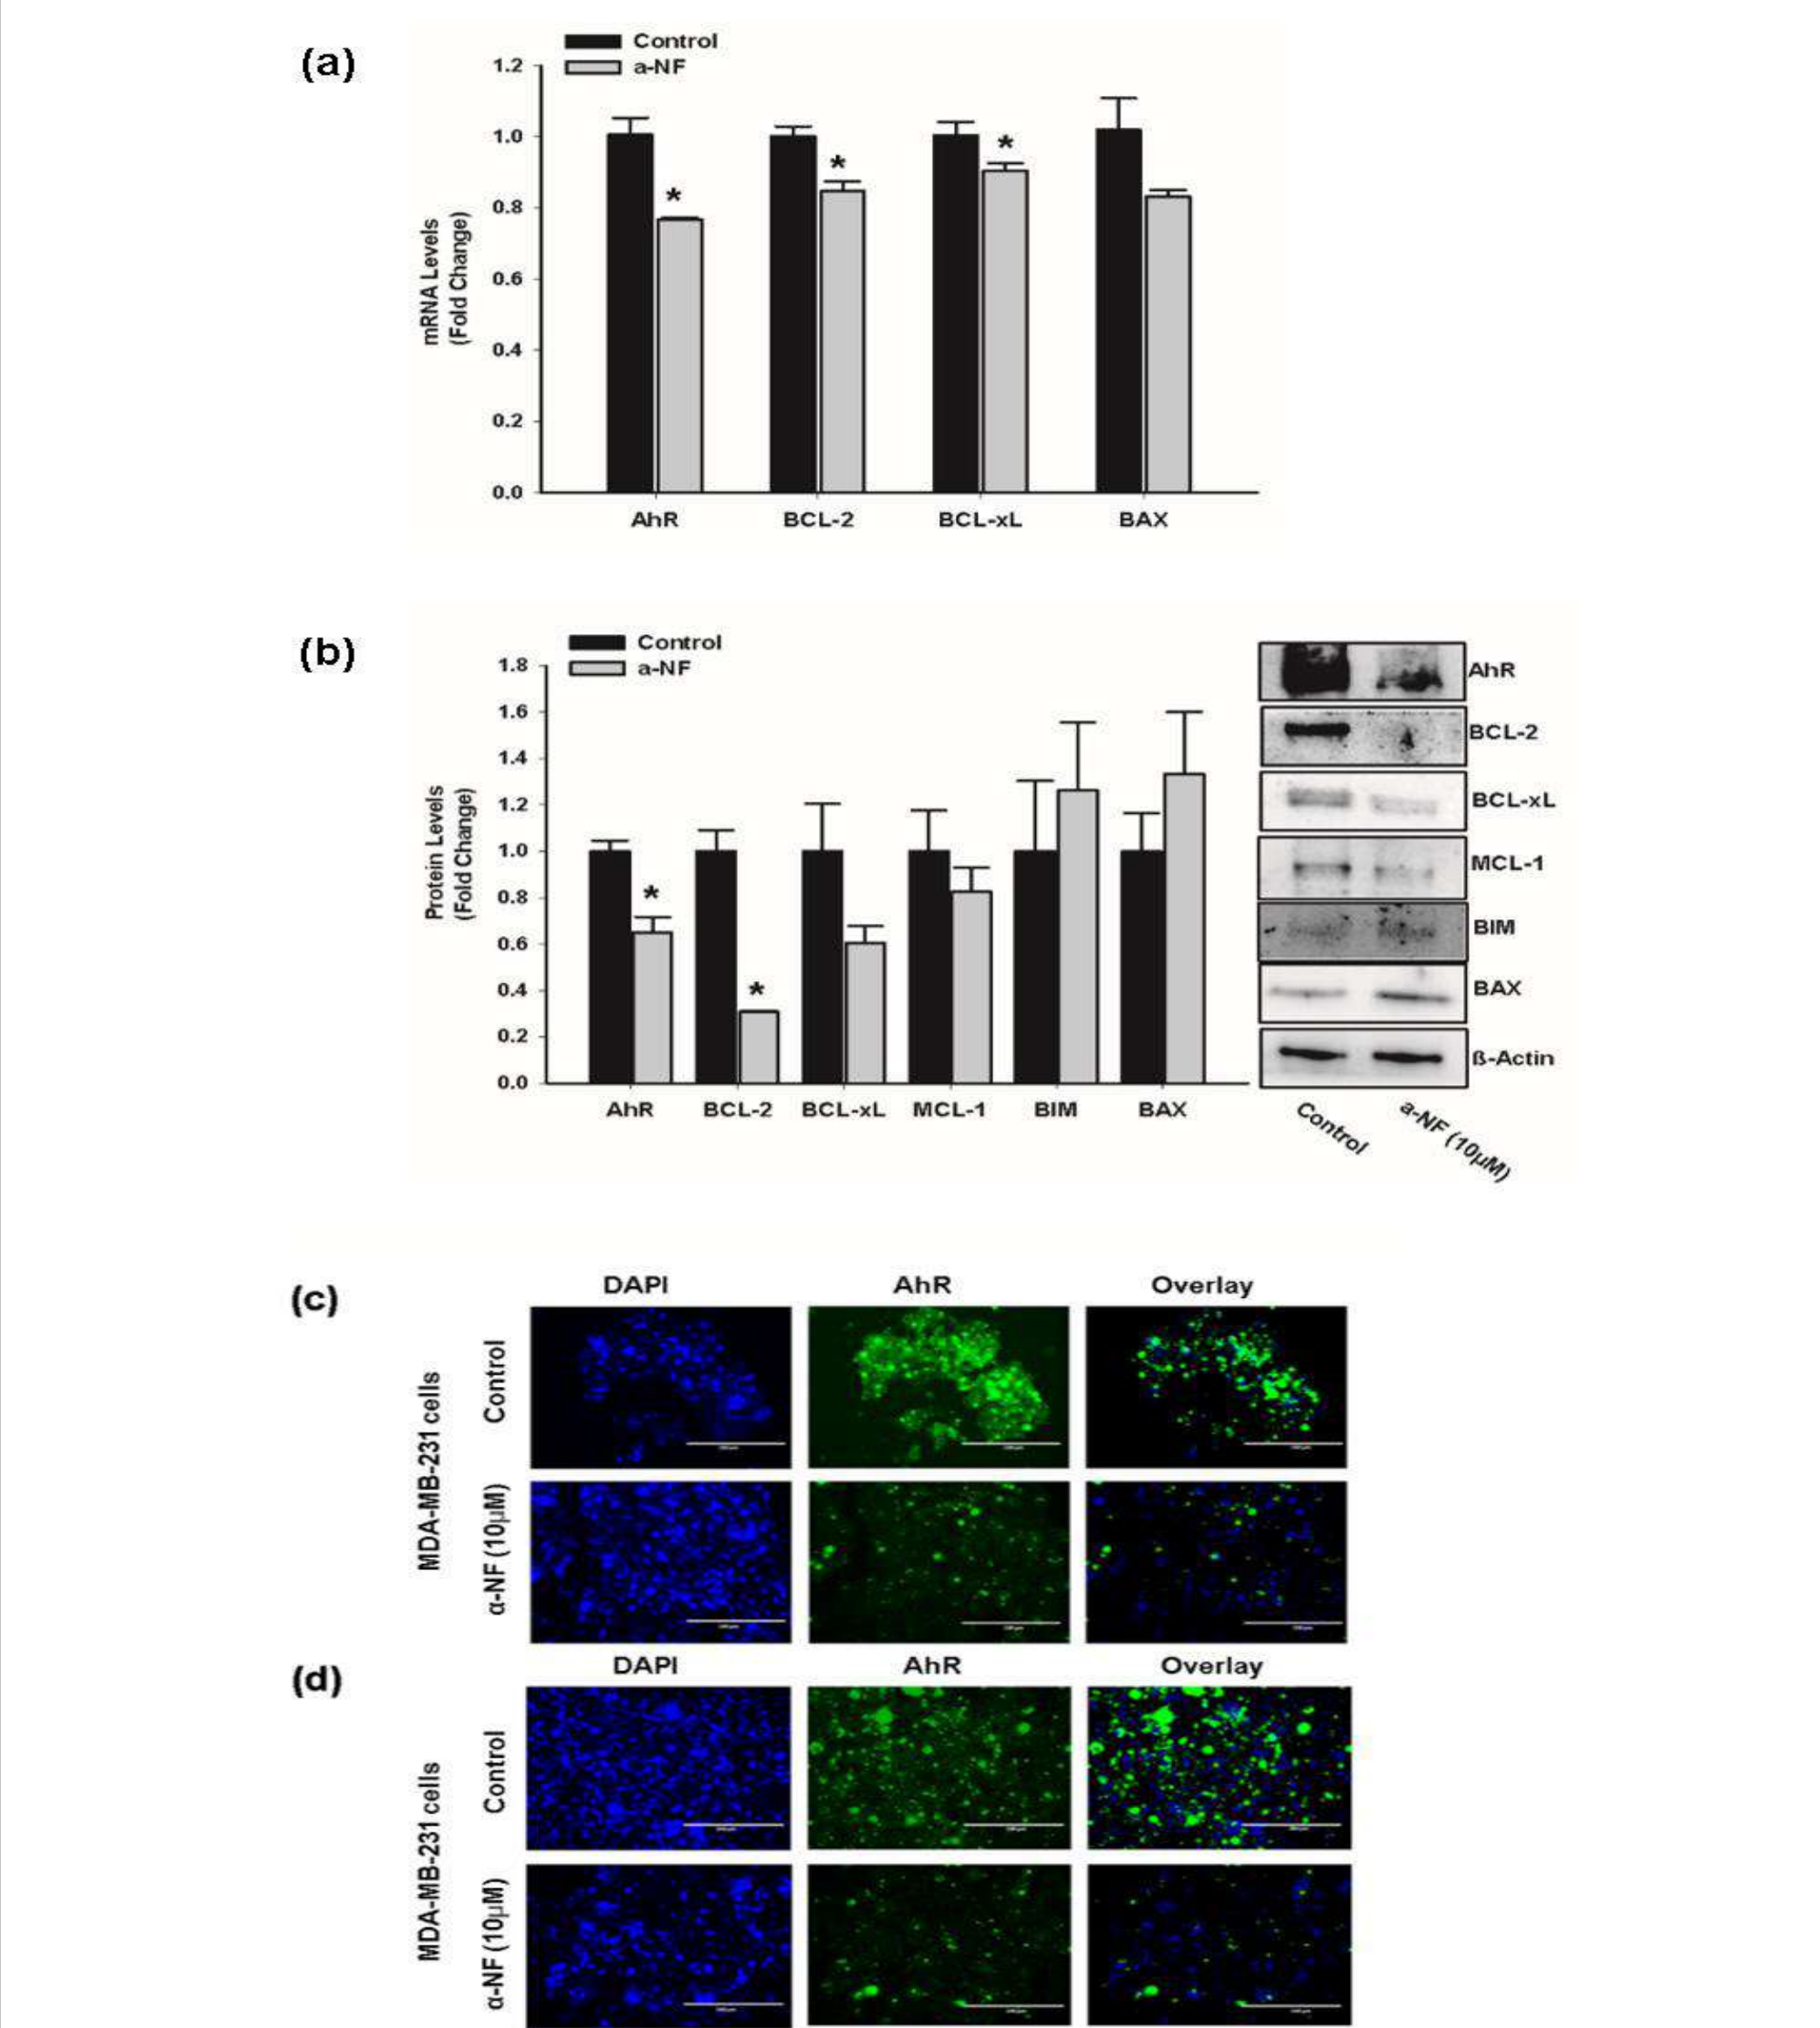 (a)
Control
a-NF
1.2
1.0
0.8
0.6
0.4
0.2
0.0
mRNA Levels
(Fold Change)
*
*
*
AhR BCL-2 BCL-xL BAX
(b)
Control
a-NF
1.8
1.6
1.4
1.2
1.0
0.8
0.6
0.4
0.2
0.0
Protein Levels
(Fold Change)
*
*
AhR BCL-2 BCL-xL MCL-1 BIM BAX
AhR
BCL-2
BCL-xL
MCL-1
BIM
BAX
ß-Actin
Control a-NF (10µM)
(c)
DAPI AhR Overlay
MDA-MB-231 cells
Control
α-NF (10µM)
(d)
DAPI AhR Overlay
MDA-MB-231 cells
Control
α-NF (10µM)